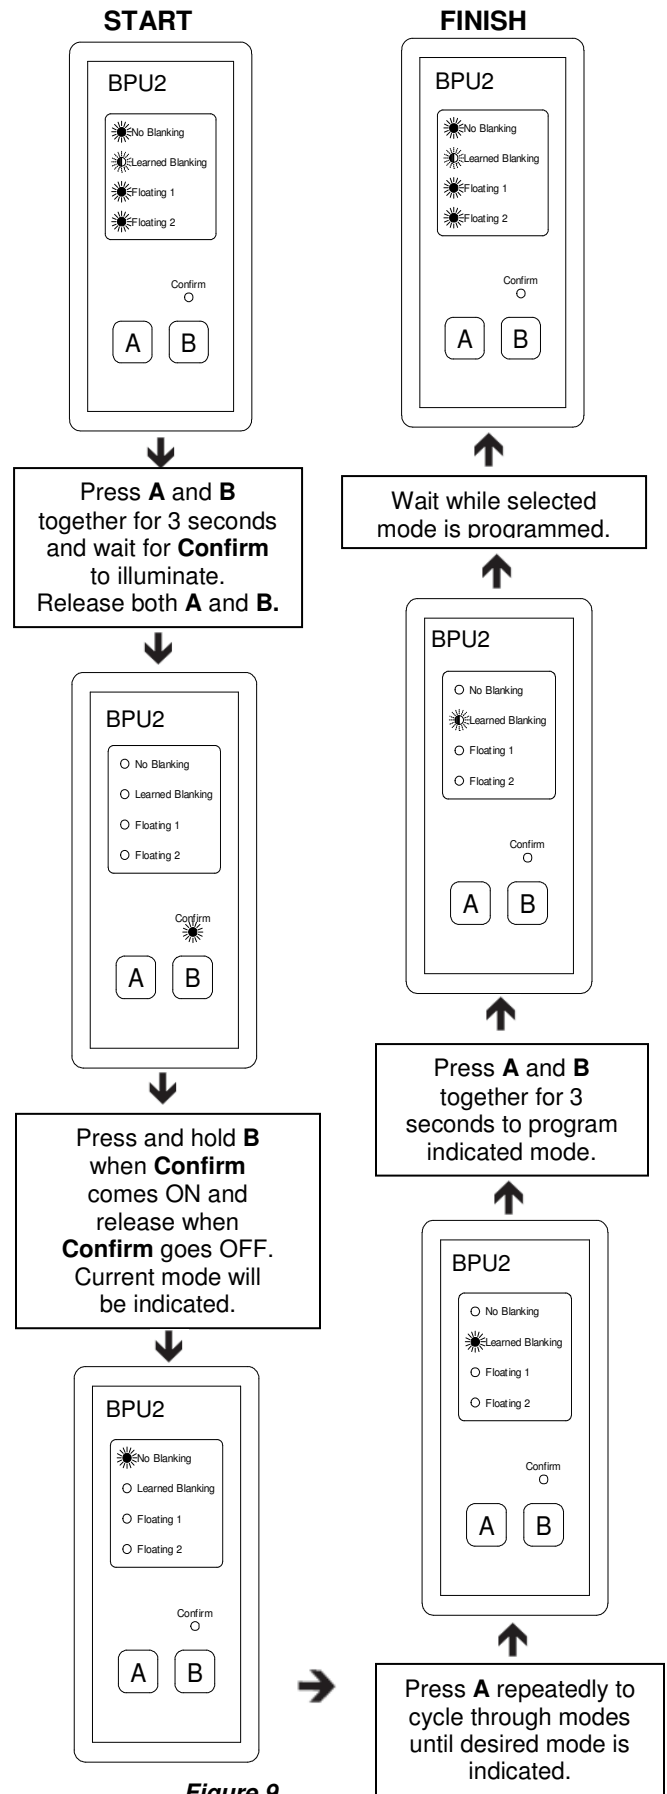 START
BPU2
No Blanking
Learned Blanking
Floating 1
Floating 2
Confirm
A B
Press A and B
together for 3 seconds
and wait for Confirm
to illuminate.
Release both A and B.
BPU2
No Blanking
Learned Blanking
Floating 1
Floating 2
Confirm
A B
Press and hold B
when Confirm
comes ON and
release when
Confirm goes OFF.
Current mode will
be indicated.
BPU2
No Blanking
Learned Blanking
Floating 1
Floating 2
Confirm
A B
Press A repeatedly to
cycle through modes
until desired mode is
indicated.
BPU2
No Blanking
Learned Blanking
Floating 1
Floating 2
Confirm
A B
Press A and B
together for 3
seconds to program
indicated mode.
BPU2
No Blanking
Learned Blanking
Floating 1
Floating 2
Confirm
A B
Wait while selected
mode is programmed.
FINISH
BPU2
No Blanking
Learned Blanking
Floating 1
Floating 2
Confirm
A B
Figure 9